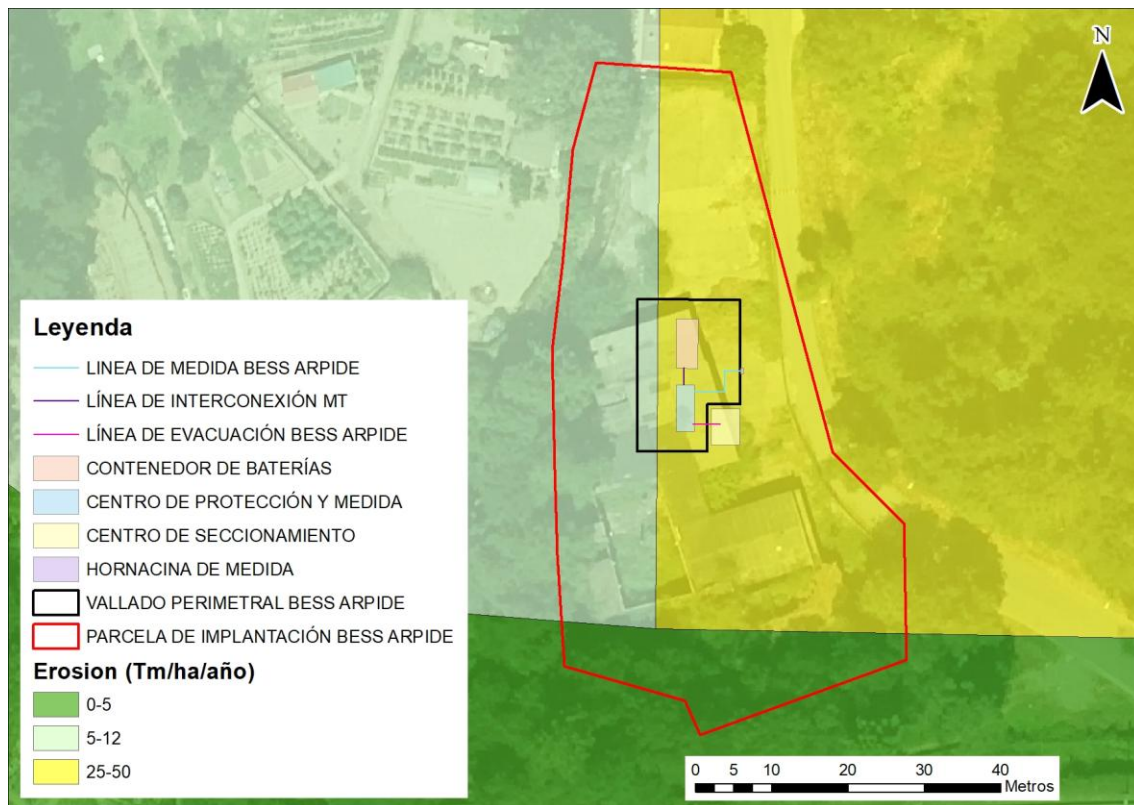 N
Leyenda
LINEA DE MEDIDA BESS ARPIDE
LÍNEA DE INTERCONEXIÓN MT
LÍNEA DE EVACUACIÓN BESS ARPIDE
CONTENEDOR DE BATERÍAS
CENTRO DE PROTECCIÓN Y MEDIDA
CENTRO DE SECCIONAMIENTO
HORNACINA DE MEDIDA
VALLADO PERIMETRAL BESS ARPIDE
PARCELA DE IMPLANTACIÓN BESS ARPIDE
Erosion (Tm/ha/año)
0-5
5-12
25-50
0 5 10 20 30 40
Metros